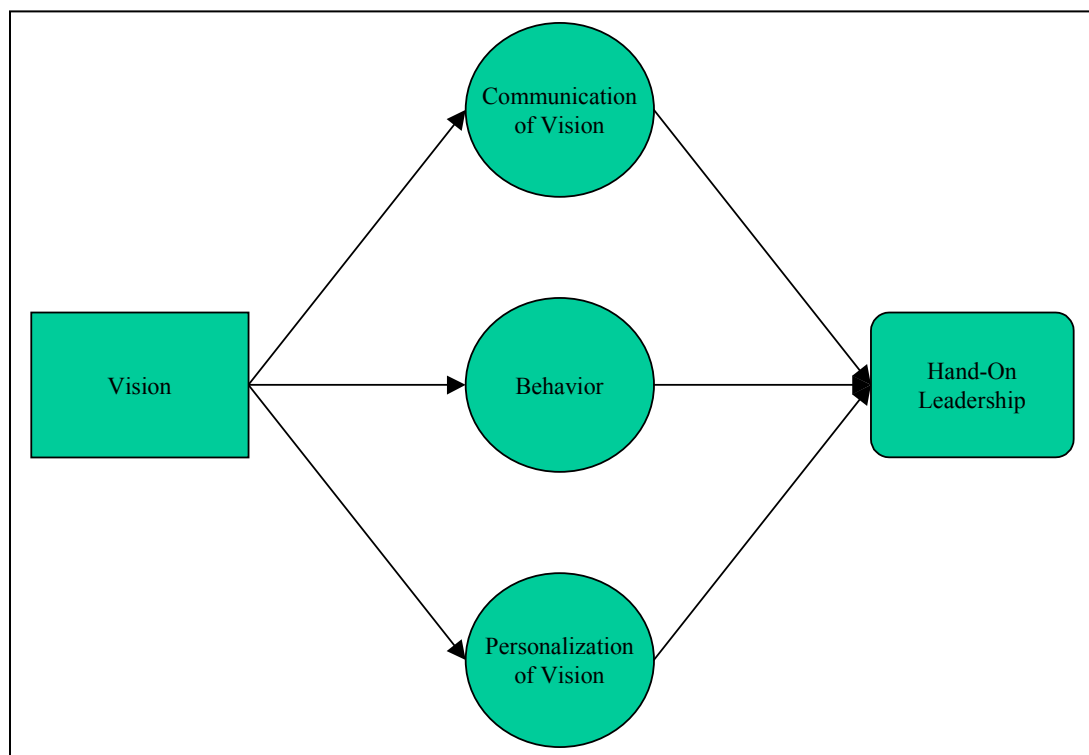 Communication
of Vision
Vision
Behavior
Hand-On
Leadership
Personalization
of Vision